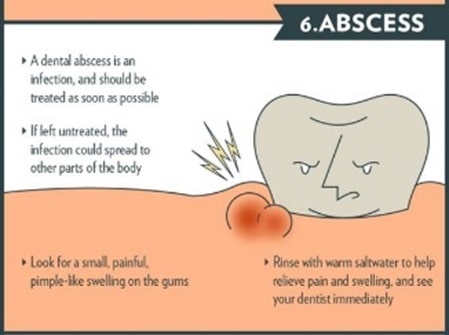 6.ABSCESS
A dental abscess is an
infection, and should be
treated as soon as possible
If left untreated, the
infection could spread to
other parts of the body
Look for a small, painful,
pimple-like swelling on the gums
Rinse with warm saltwater to help
relieve pain and swelling, and see
your dentist immediately